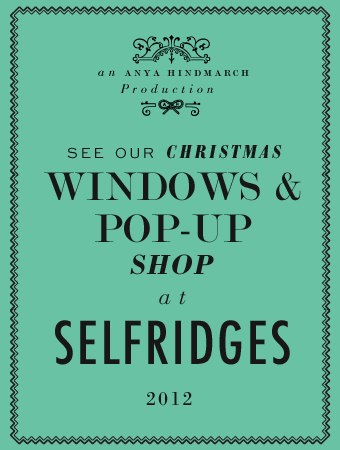 an ANYA HINDMARCH
Production
SEE OUR CHRISTMAS
WINDOWS &
POP-UP
SHOP
at
SELFRIDGES
2012